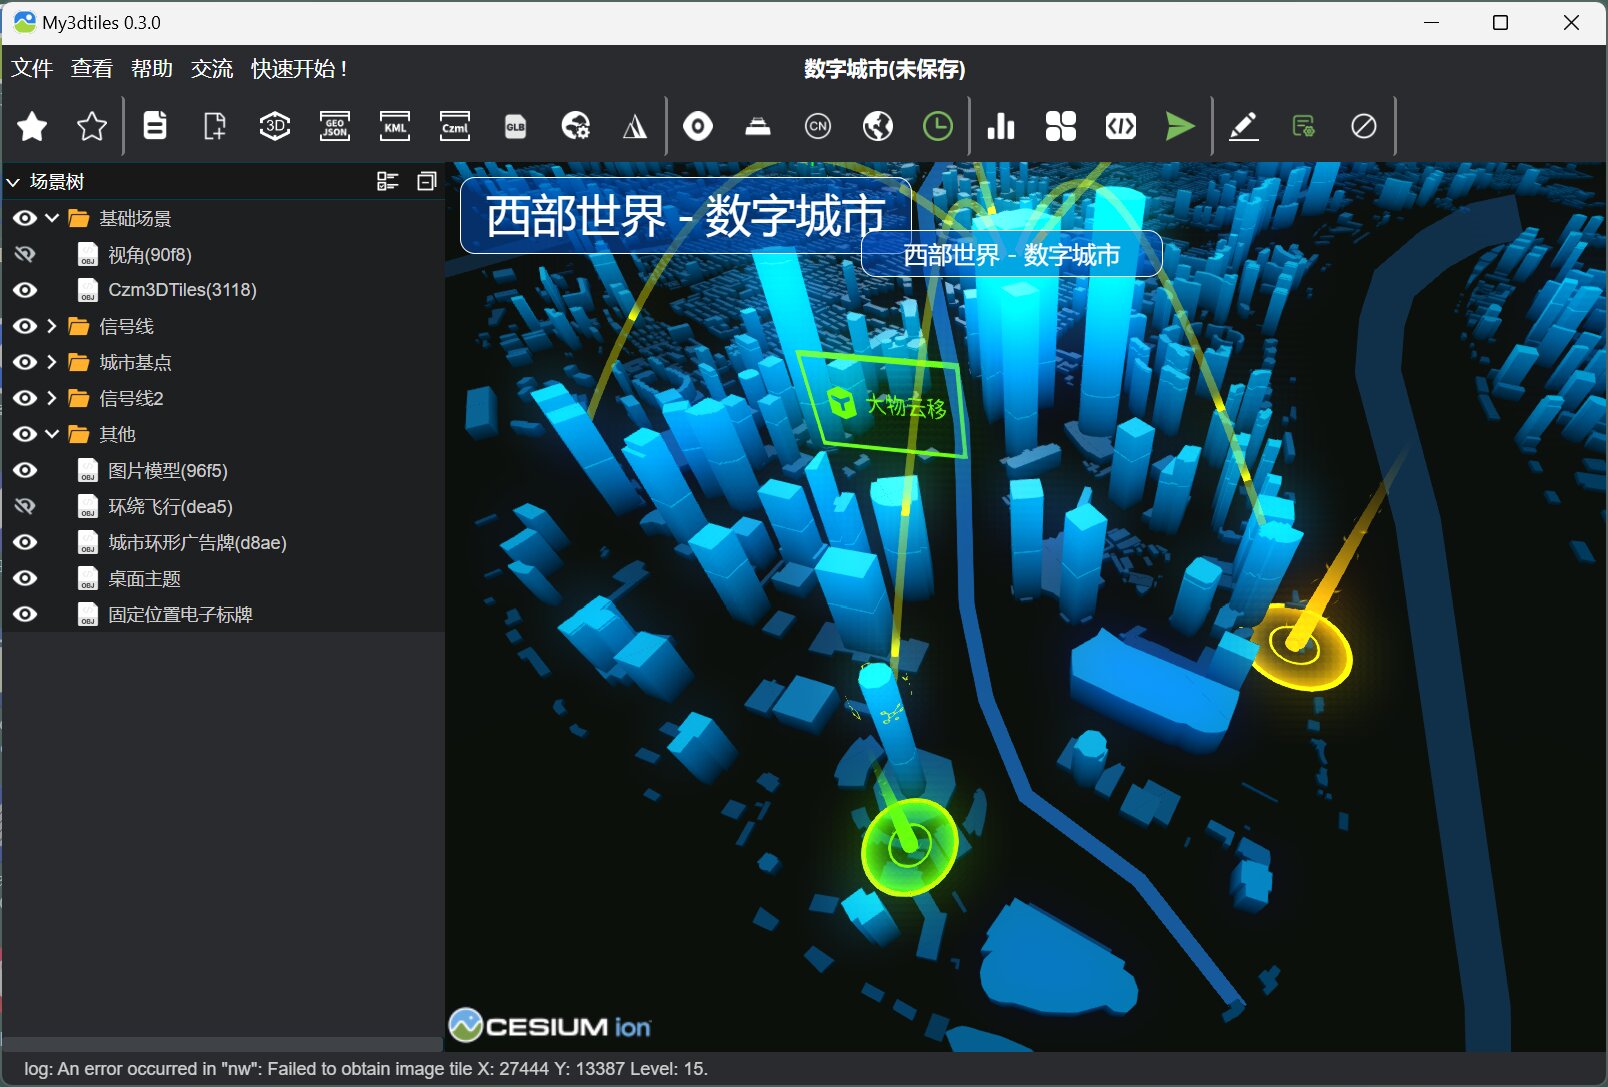 My3dtiles 0.3.0
文件 查看 帮助 交流 快速开始！
数字城市(未保存)
3D
GEO JSON
KML
Czml
GLB
CN
场景树
基础场景
视角(90f8)
Czm3DTiles(3118)
信号线
城市基点
信号线2
其他
图片模型(96f5)
环绕飞行(dea5)
城市环形广告牌(d8ae)
桌面主题
固定位置电子标牌
西部世界 - 数字城市
西部世界 - 数字城市
大物云移
CESIUM ion
log: An error occurred in "nw": Failed to obtain image tile X: 27444 Y: 13387 Level: 15.